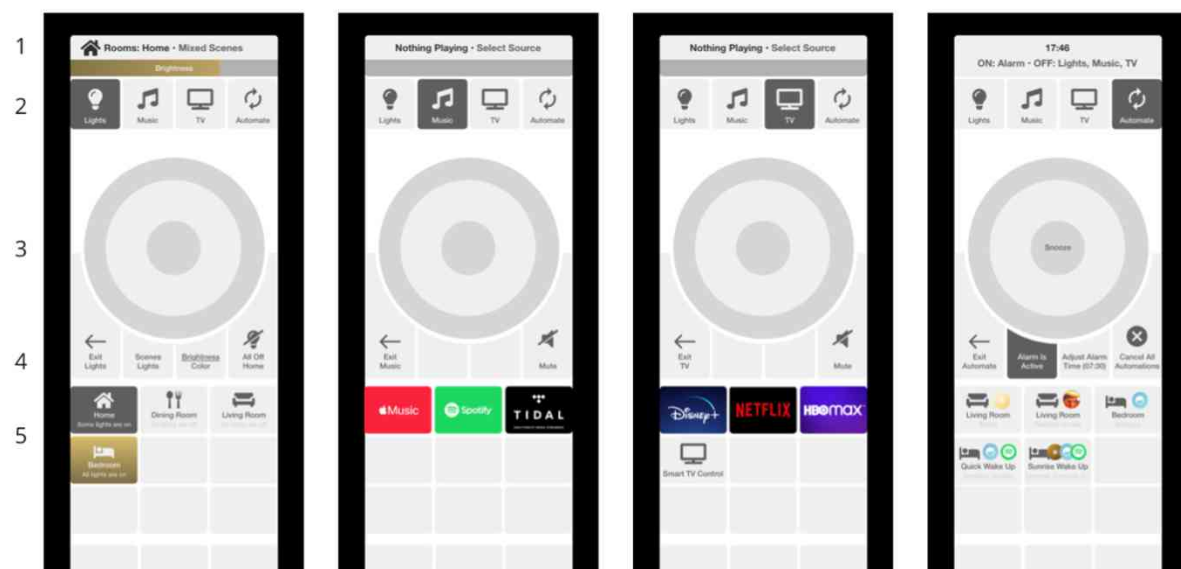 1
2
3
4
5
Rooms: Home • Mixed Scenes
Brightness
Lights Music TV Automate
Exit Lights
Scenes Lights
Brightness Color
All Off Home
Home
Some lights are on
Dining Room
Living Room
Bedroom
All lights are on
Nothing Playing • Select Source
Lights Music TV Automate
Exit Music
Mute
Music
Spotify
TIDAL
Nothing Playing • Select Source
Lights Music TV Automate
Exit TV
Mute
Disney+
NETFLIX
HBOmax
Smart TV Control
17:46
ON: Alarm • OFF: Lights, Music, TV
Lights Music TV Automate
Snooze
Exit Automate
Alarm Is Active
Adjust Alarm Time (07:30)
Cancel All Automations
Living Room
Living Room
Bedroom
Quick Wake Up
Sunrise Wake Up